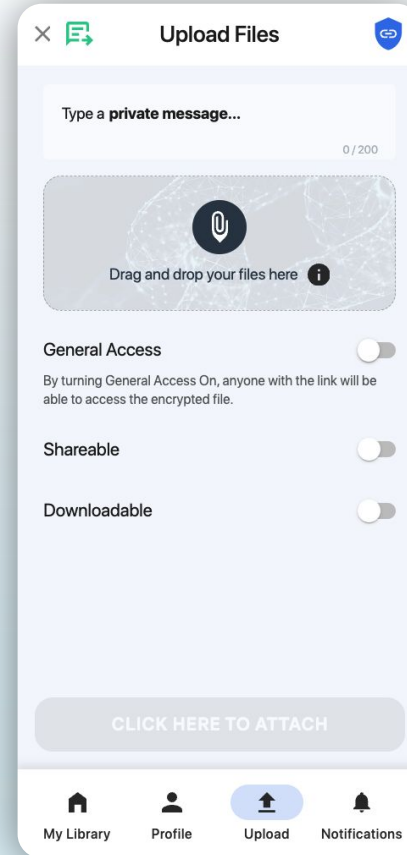 Upload Files
Type a private message...
0 / 200
Drag and drop your files here
General Access
By turning General Access On, anyone with the link will be
able to access the encrypted file.
Shareable
Downloadable
CLICK HERE TO ATTACH
My Library Profile Upload Notifications